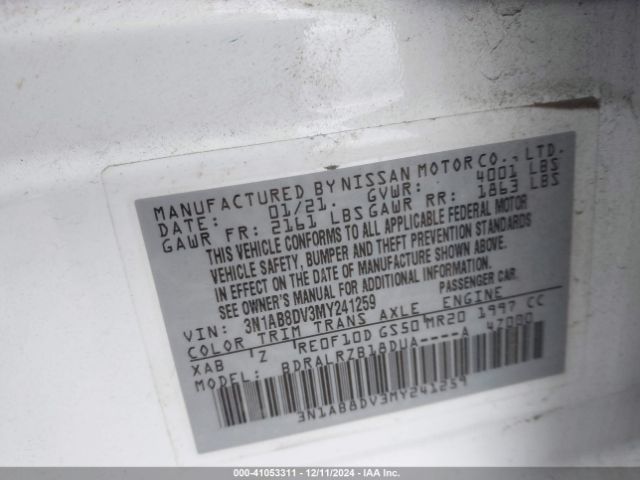 MANUFACTURED BY NISSAN MOTOR CO., LTD.
DATE: 01/21. GVWR: 4001 LBS
GAWR FR: 2161 LBS GAWR RR: 1863 LBS
THIS VEHICLE CONFORMS TO ALL APPLICABLE FEDERAL MOTOR
VEHICLE SAFETY, BUMPER AND THEFT PREVENTION STANDARDS
IN EFFECT ON THE DATE OF MANUFACTURE SHOWN ABOVE.
SEE OWNER'S MANUAL FOR ADDITIONAL INFORMATION.
VIN: 3N1AB8DV3MY241259 PASSENGER CAR.
COLOR TRIM TRANS AXLE ENGINE
XAB Z RE0F10D GS50 MR20 1997 CC
MODEL: BDRALRZB18DUA----A 47000
3N1AB8DV3MY241259
000-41053311 - 12/11/2024 - IAA Inc.